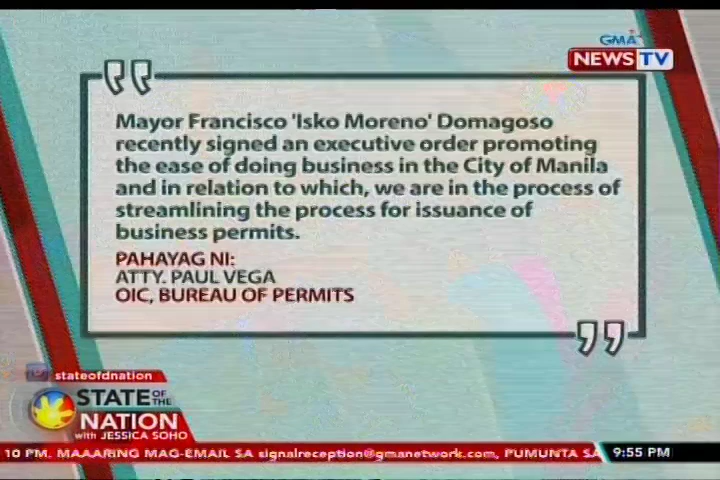 GMA
NEWS TV
Mayor Francisco 'Isko Moreno' Domagoso
recently signed an executive order promoting
the ease of doing business in the City of Manila
and in relation to which, we are in the process of
streamlining the process for issuance of
business permits.
PAHAYAG NI:
ATTY. PAUL VEGA
OIC, BUREAU OF PERMITS
stateofdnation
STATE OF THE
NATION
with JESSICA SOHO
10 PM. MAAARING MAG-EMAIL SA signalreception@gmanetwork.com, PUMUNTA SA
9:55 PM